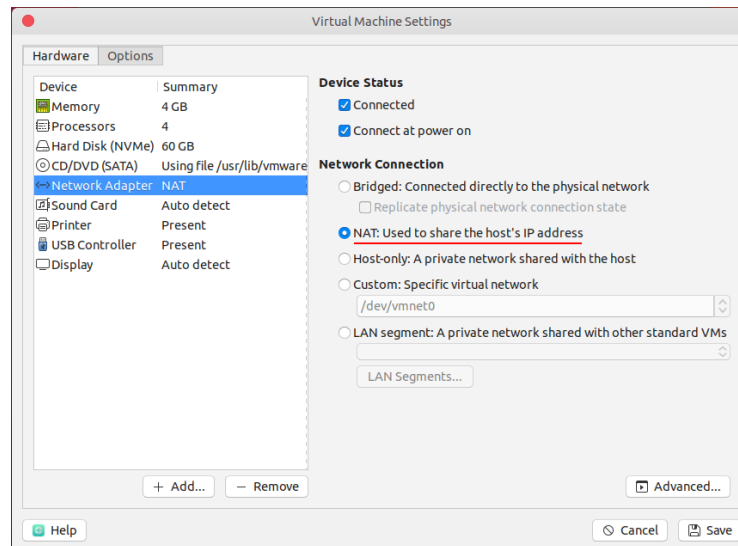 Virtual Machine Settings
Hardware Options
Device Summary
Memory 4 GB
Processors 4
Hard Disk (NVMe) 60 GB
CD/DVD (SATA) Using file /usr/lib/vmware
Network Adapter NAT
Sound Card Auto detect
Printer Present
USB Controller Present
Display Auto detect
+ Add... − Remove
Device Status
Connected
Connect at power on
Network Connection
Bridged: Connected directly to the physical network
Replicate physical network connection state
NAT: Used to share the host's IP address
Host-only: A private network shared with the host
Custom: Specific virtual network
/dev/vmnet0
LAN segment: A private network shared with other standard VMs
LAN Segments...
Advanced...
Help Cancel Save